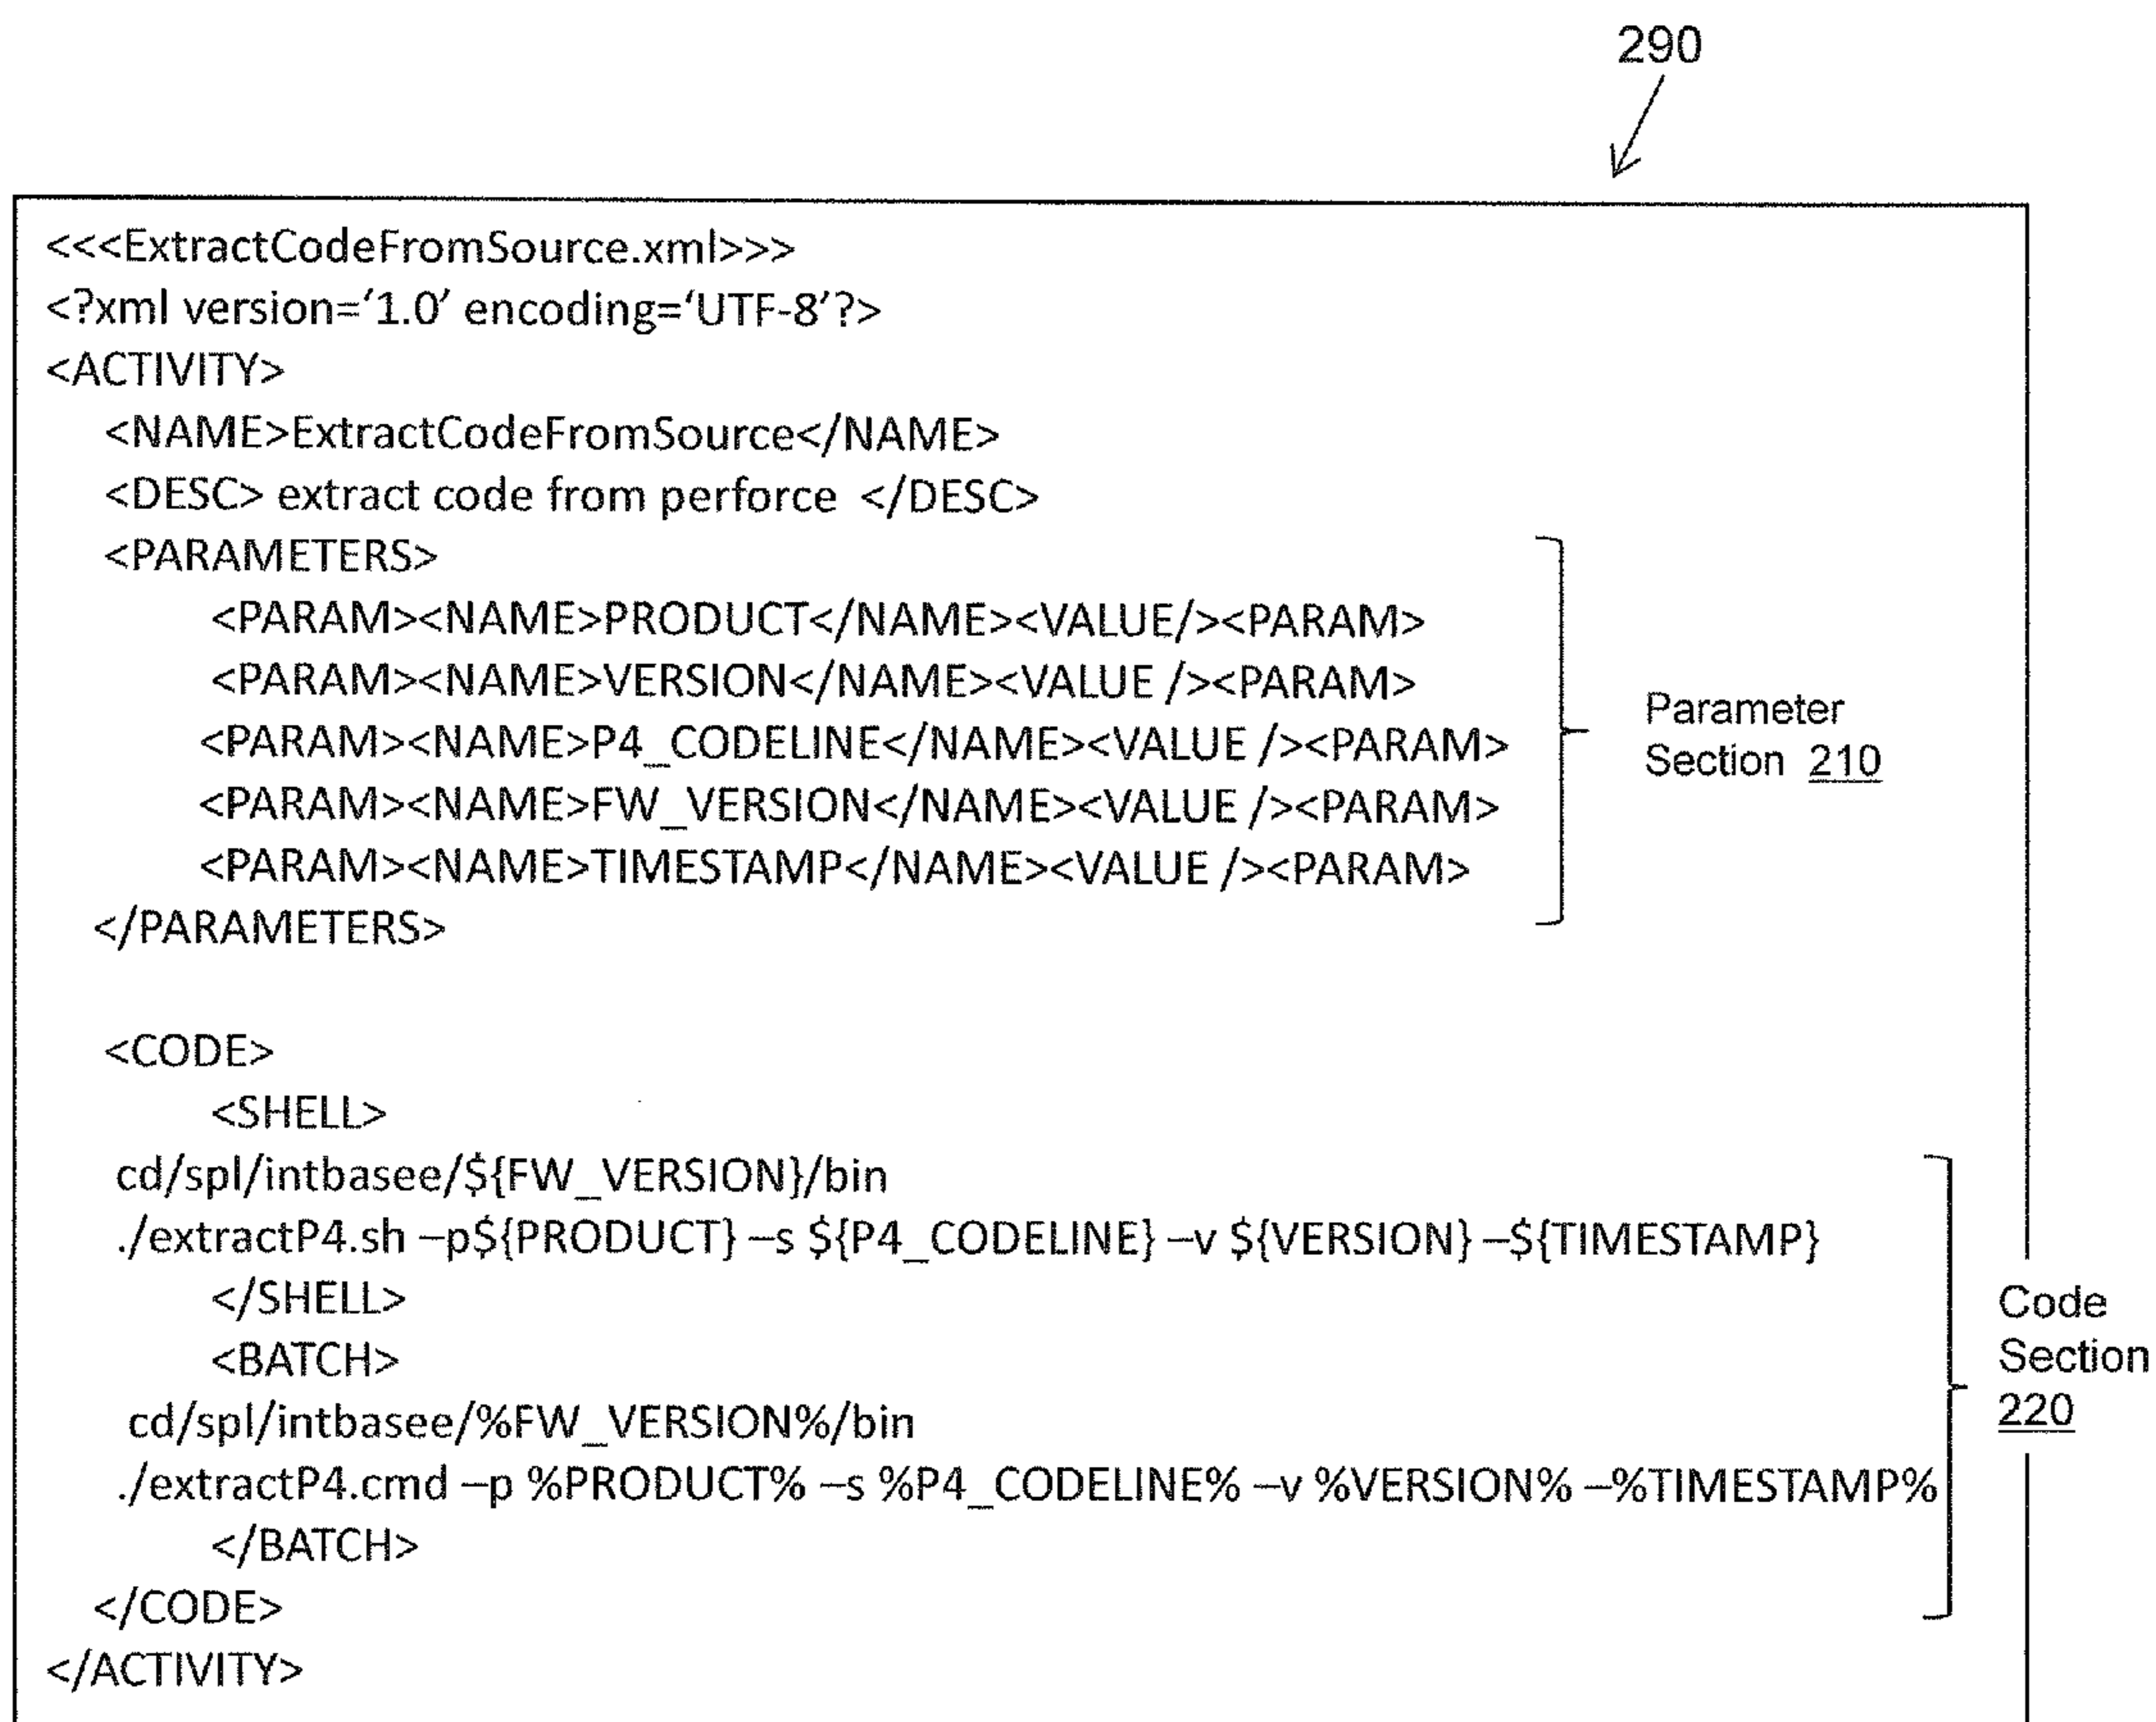 290
<<<ExtractCodeFromSource.xml>>>
<?xml version='1.0' encoding='UTF-8'?>
<ACTIVITY>
<NAME>ExtractCodeFromSource</NAME>
<DESC> extract code from perforce </DESC>
<PARAMETERS>
<PARAM><NAME>PRODUCT</NAME><VALUE/><PARAM>
<PARAM><NAME>VERSION</NAME><VALUE /><PARAM>
<PARAM><NAME>P4_CODELINE</NAME><VALUE /><PARAM>
<PARAM><NAME>FW_VERSION</NAME><VALUE /><PARAM>
<PARAM><NAME>TIMESTAMP</NAME><VALUE /><PARAM>
</PARAMETERS>
Parameter
Section 210
<CODE>
<SHELL>
cd/spl/intbasee/${FW_VERSION}/bin
./extractP4.sh –p${PRODUCT} –s ${P4_CODELINE} –v ${VERSION} –${TIMESTAMP}
</SHELL>
<BATCH>
cd/spl/intbasee/%FW_VERSION%/bin
./extractP4.cmd –p %PRODUCT% –s %P4_CODELINE% –v %VERSION% –%TIMESTAMP%
</BATCH>
</CODE>
</ACTIVITY>
Code
Section
220